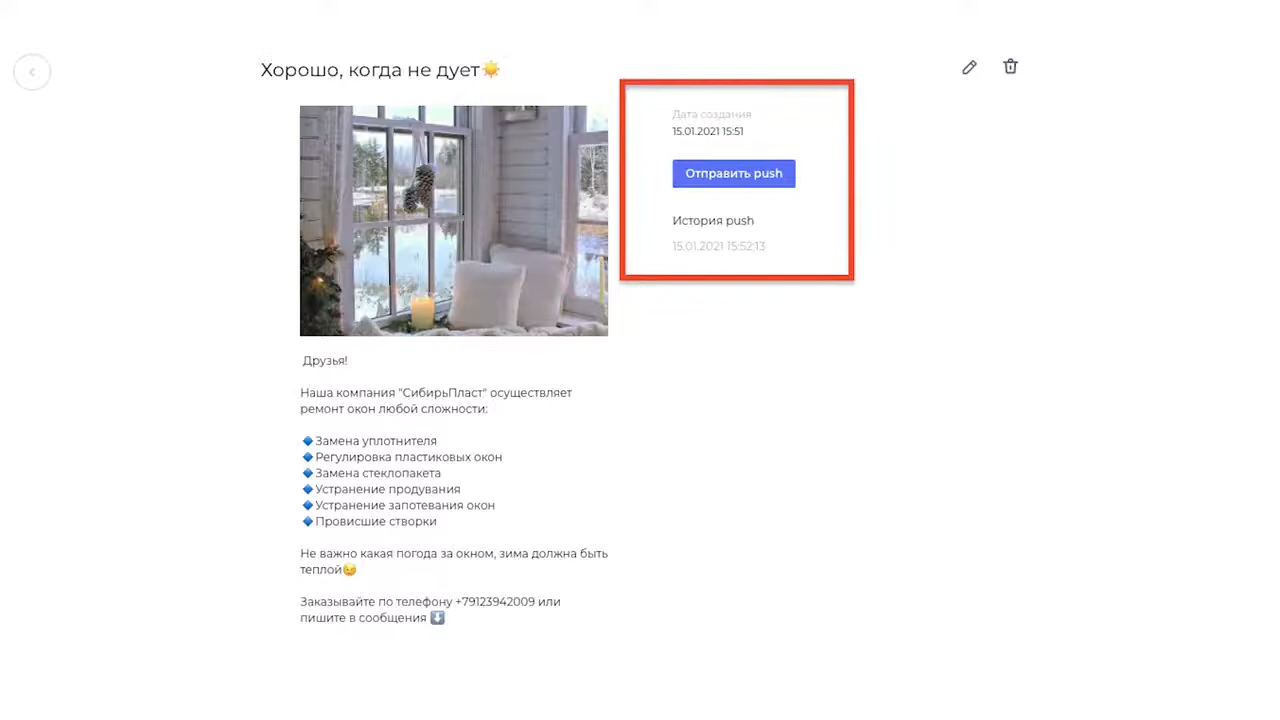 Хорошо, когда не дует☀️
Дата создания
15.01.2021 15:51
Отправить push
История push
15.01.2021 15:52:13
Друзья!
Наша компания "СибирьПласт" осуществляет
ремонт окон любой сложности:
🔹Замена уплотнителя
🔹Регулировка пластиковых окон
🔹Замена стеклопакета
🔹Устранение продувания
🔹Устранение запотевания окон
🔹Провисшие створки
Не важно какая погода за окном, зима должна быть
теплой😉
Заказывайте по телефону +79123942009 или
пишите в сообщения ⬇️